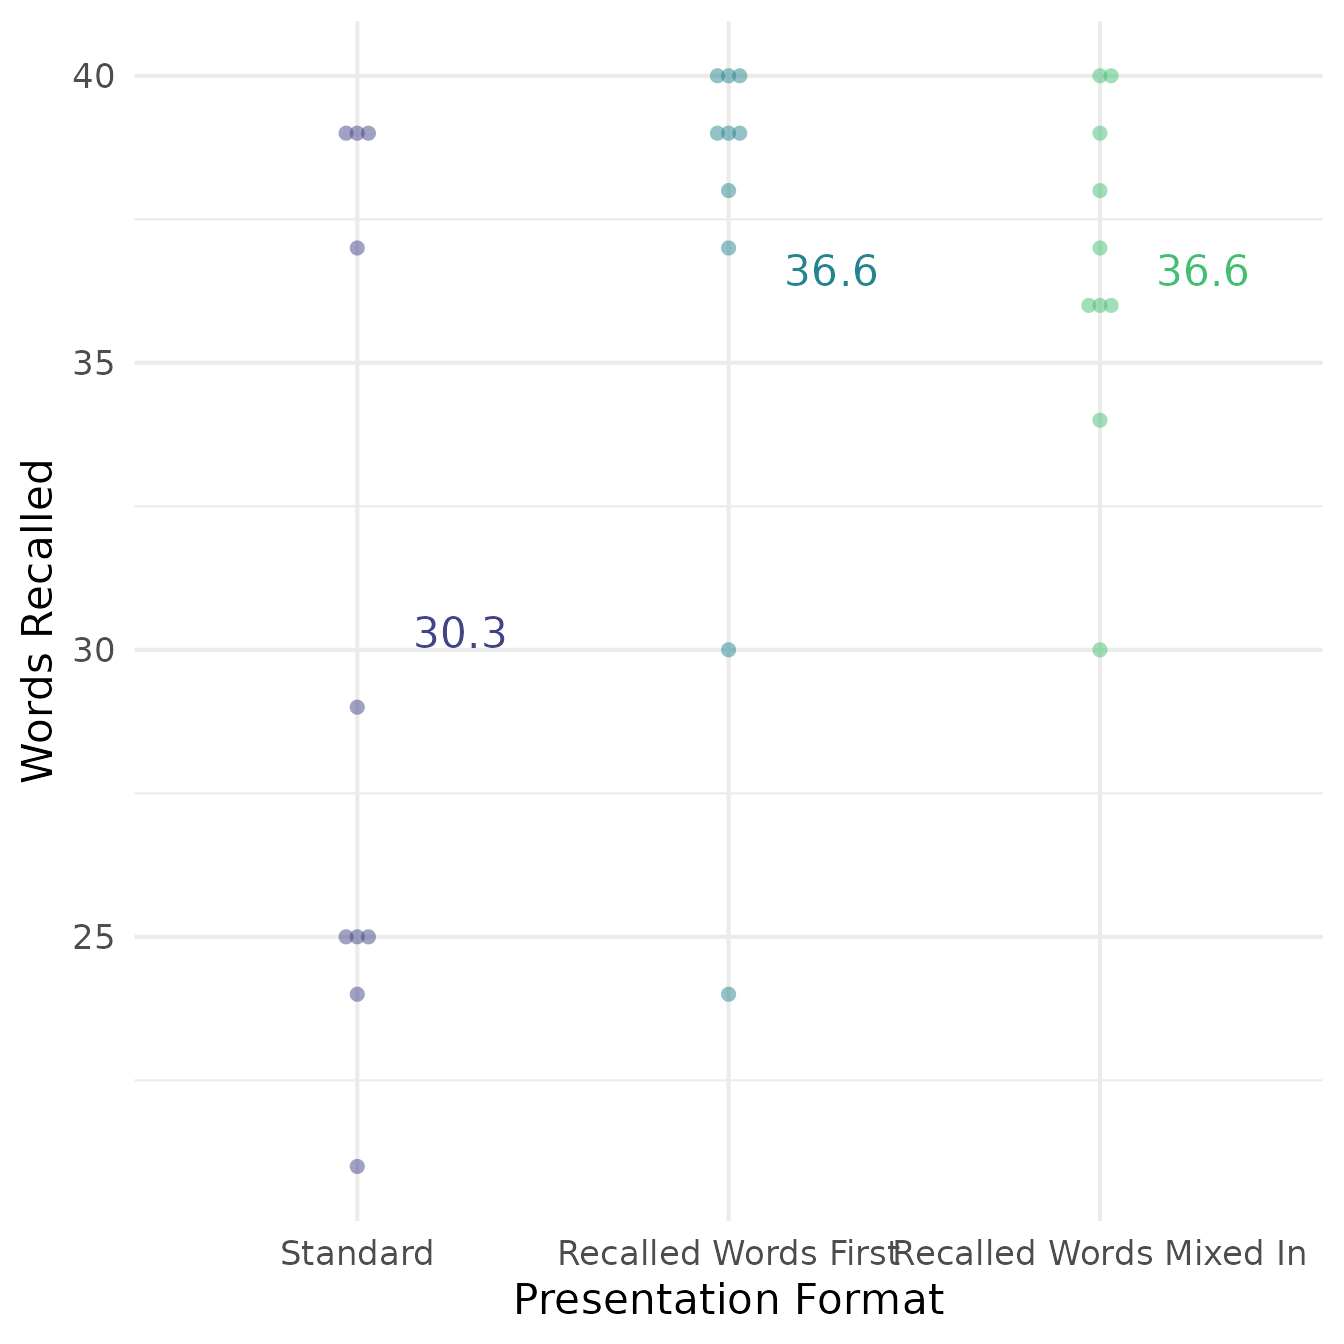 Words Recalled
40
35
30
25
30.3
36.6
36.6
Standard
Recalled Words First
Recalled Words Mixed In
Presentation Format